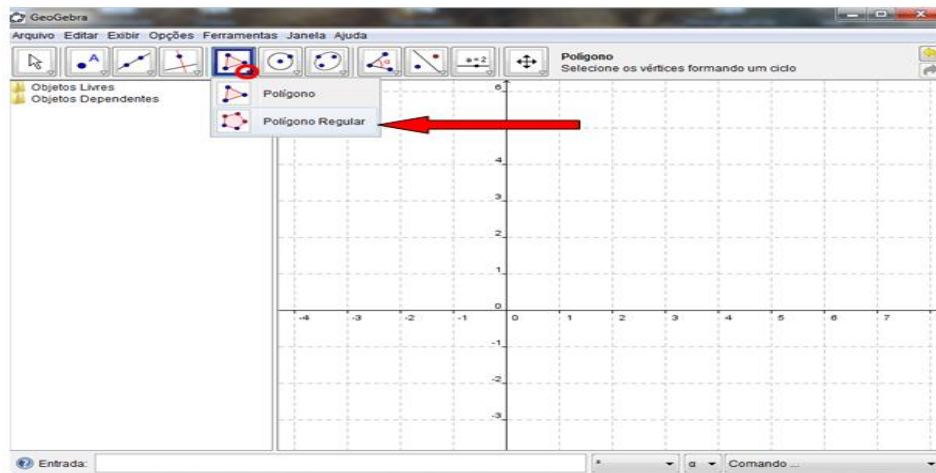 GeoGebra
Arquivo Editar Exibir Opções Ferramentas Janela Ajuda
A
α
a=2
Polígono
Selecione os vértices formando um ciclo
Objetos Livres
Objetos Dependentes
Polígono
Polígono Regular
6
4
3
2
1
0
-4 -3 -2 -1 0 1 2 3 4 5 6 7
-1
-2
-3
Entrada:
α
Comando ...